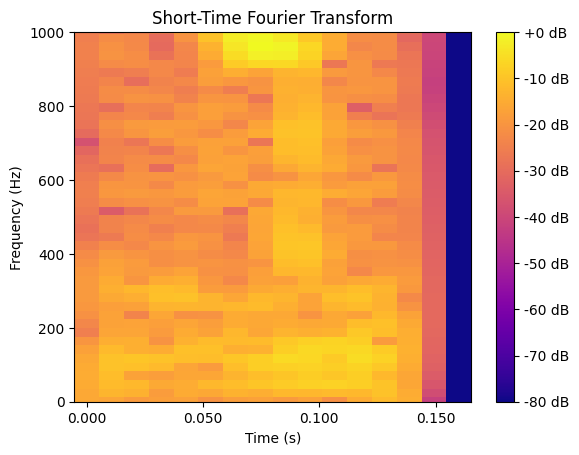 Short-Time Fourier Transform
1000
800
600
400
200
0
Frequency (Hz)
0.000
0.050
0.100
0.150
Time (s)
+0 dB
-10 dB
-20 dB
-30 dB
-40 dB
-50 dB
-60 dB
-70 dB
-80 dB